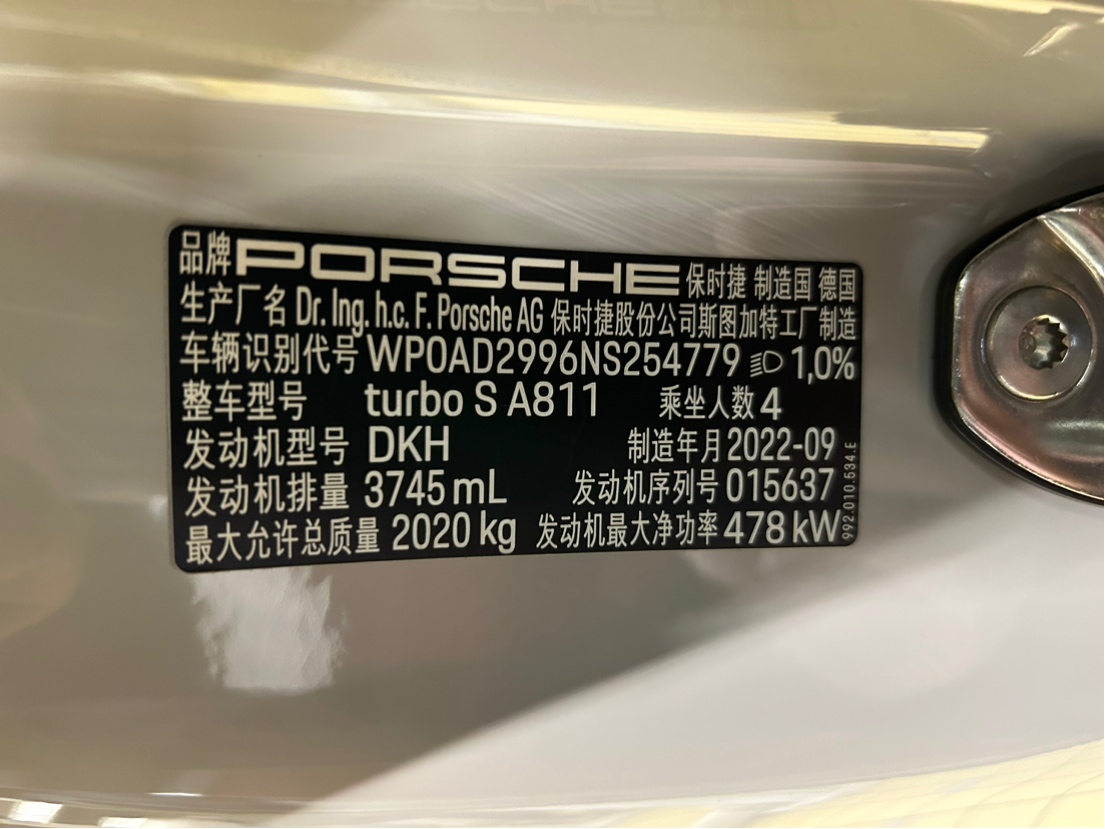 品牌 PORSCHE 保时捷 制造国 德国
生产厂名 Dr. Ing. h.c. F. Porsche AG 保时捷股份公司斯图加特工厂制造
车辆识别代号 WP0AD2996NS254779 1,0%
整车型号 turbo S A811 乘坐人数 4
发动机型号 DKH 制造年月 2022-09
发动机排量 3745 mL 发动机序列号 015637
最大允许总质量 2020 kg 发动机最大净功率 478 kW
992.010.534.E